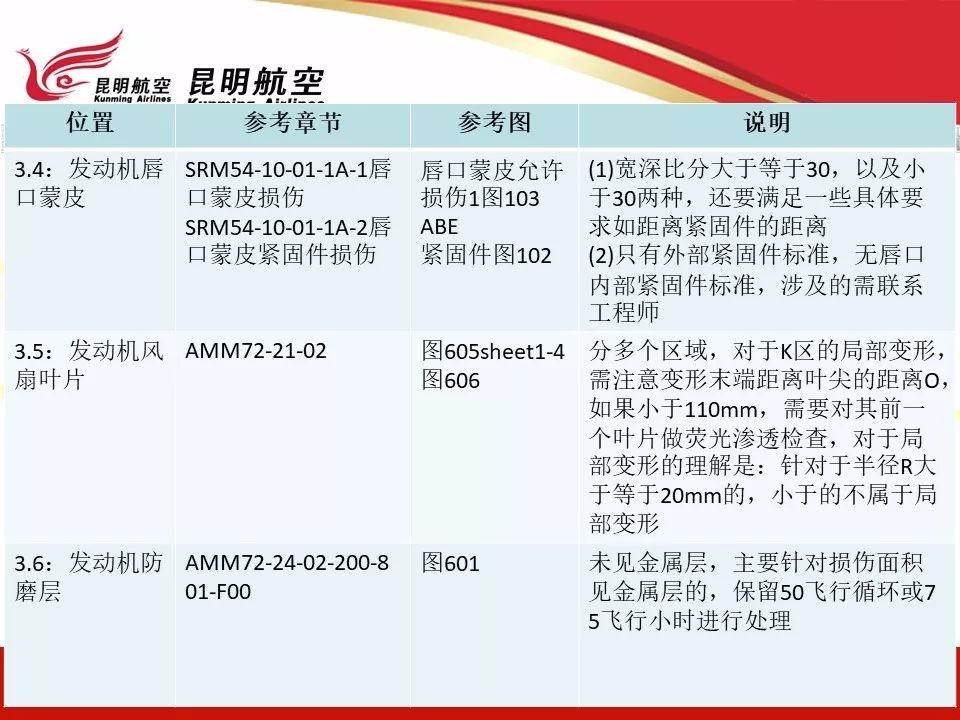 昆明航空
Kunming Airlines
昆明航空
Kunming Airlines
位置
参考章节
参考图
说明
3.4：发动机唇
口蒙皮
SRM54-10-01-1A-1唇
口蒙皮损伤
SRM54-10-01-1A-2唇
口蒙皮紧固件损伤
唇口蒙皮允许
损伤1图103
ABE
紧固件图102
(1)宽深比分大于等于30，以及小
于30两种，还要满足一些具体要
求如距离紧固件的距离
(2)只有外部紧固件标准，无唇口
内部紧固件标准，涉及的需联系
工程师
3.5：发动机风
扇叶片
AMM72-21-02
图605sheet1-4
图606
分多个区域，对于K区的局部变形，
需注意变形末端距离叶尖的距离O，
如果小于110mm，需要对其前一
个叶片做荧光渗透检查，对于局
部变形的理解是：针对于半径R大
于等于20mm的，小于的不属于局
部变形
3.6：发动机防
磨层
AMM72-24-02-200-8
01-F00
图601
未见金属层，主要针对损伤面积
见金属层的，保留50飞行循环或7
5飞行小时进行处理